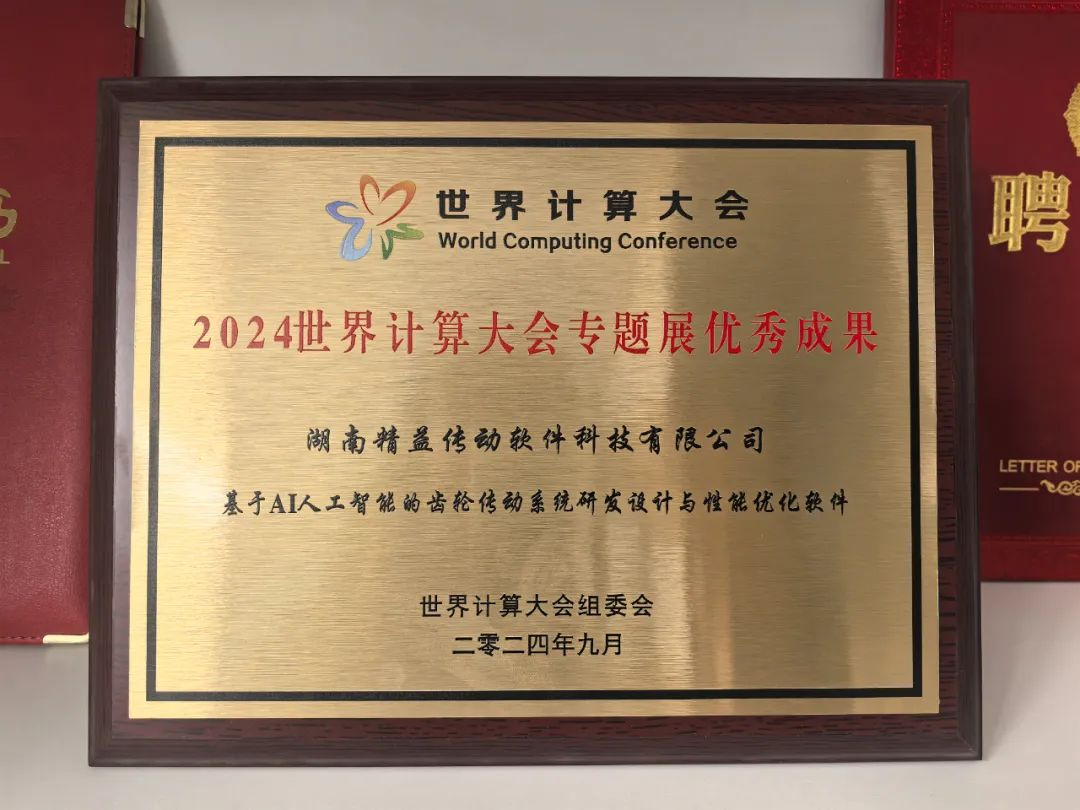 世界计算大会
World Computing Conference
2024世界计算大会专题展优秀成果
湖南精益传动软件科技有限公司
基于AI人工智能的齿轮传动系统研发设计与性能优化软件
世界计算大会组委会
二零二四年九月
聘
LETTER OF